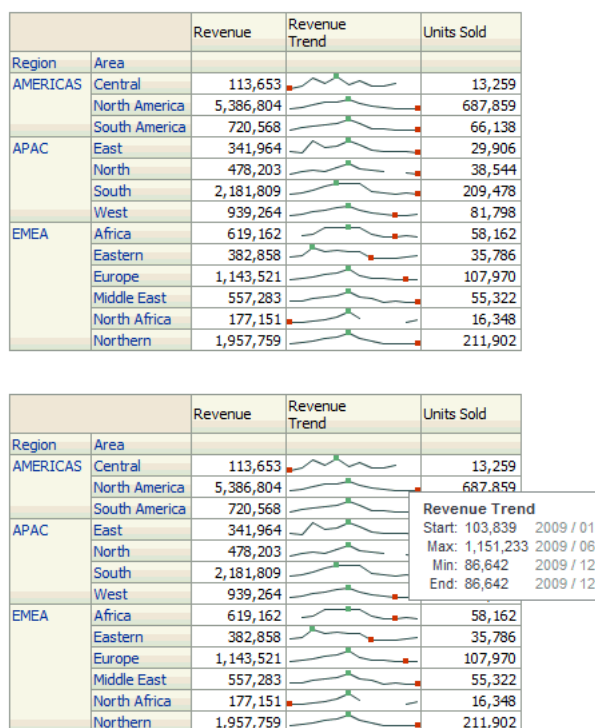 Revenue Revenue Trend Units Sold
Region Area
AMERICAS Central 113,653 13,259
North America 5,386,804 687,859
South America 720,568 66,138
APAC East 341,964 29,906
North 478,203 38,544
South 2,181,809 209,478
West 939,264 81,798
EMEA Africa 619,162 58,162
Eastern 382,858 35,786
Europe 1,143,521 107,970
Middle East 557,283 55,322
North Africa 177,151 16,348
Northern 1,957,759 211,902
Revenue Revenue Trend Units Sold
Region Area
AMERICAS Central 113,653 13,259
North America 5,386,804 687,859
South America 720,568
Revenue Trend
Start: 103,839 2009 / 01
Max: 1,151,233 2009 / 06
Min: 86,642 2009 / 12
End: 86,642 2009 / 12
APAC East 341,964
North 478,203
South 2,181,809
West 939,264
EMEA Africa 619,162 58,162
Eastern 382,858 35,786
Europe 1,143,521 107,970
Middle East 557,283 55,322
North Africa 177,151 16,348
Northern 1,957,759 211,902